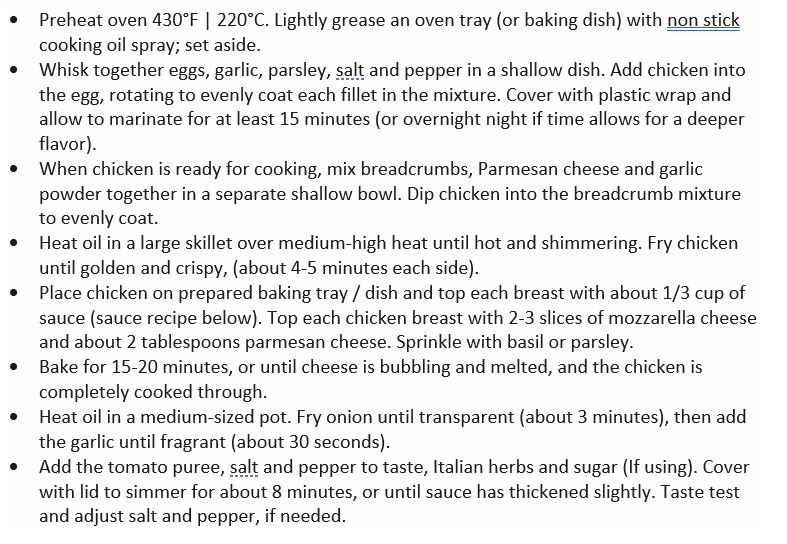 • Preheat oven 430°F | 220°C. Lightly grease an oven tray (or baking dish) with non stick
cooking oil spray; set aside.
• Whisk together eggs, garlic, parsley, salt and pepper in a shallow dish. Add chicken into
the egg, rotating to evenly coat each fillet in the mixture. Cover with plastic wrap and
allow to marinate for at least 15 minutes (or overnight night if time allows for a deeper
flavor).
• When chicken is ready for cooking, mix breadcrumbs, Parmesan cheese and garlic
powder together in a separate shallow bowl. Dip chicken into the breadcrumb mixture
to evenly coat.
• Heat oil in a large skillet over medium-high heat until hot and shimmering. Fry chicken
until golden and crispy, (about 4-5 minutes each side).
• Place chicken on prepared baking tray / dish and top each breast with about 1/3 cup of
sauce (sauce recipe below). Top each chicken breast with 2-3 slices of mozzarella cheese
and about 2 tablespoons parmesan cheese. Sprinkle with basil or parsley.
• Bake for 15-20 minutes, or until cheese is bubbling and melted, and the chicken is
completely cooked through.
• Heat oil in a medium-sized pot. Fry onion until transparent (about 3 minutes), then add
the garlic until fragrant (about 30 seconds).
• Add the tomato puree, salt and pepper to taste, Italian herbs and sugar (If using). Cover
with lid to simmer for about 8 minutes, or until sauce has thickened slightly. Taste test
and adjust salt and pepper, if needed.